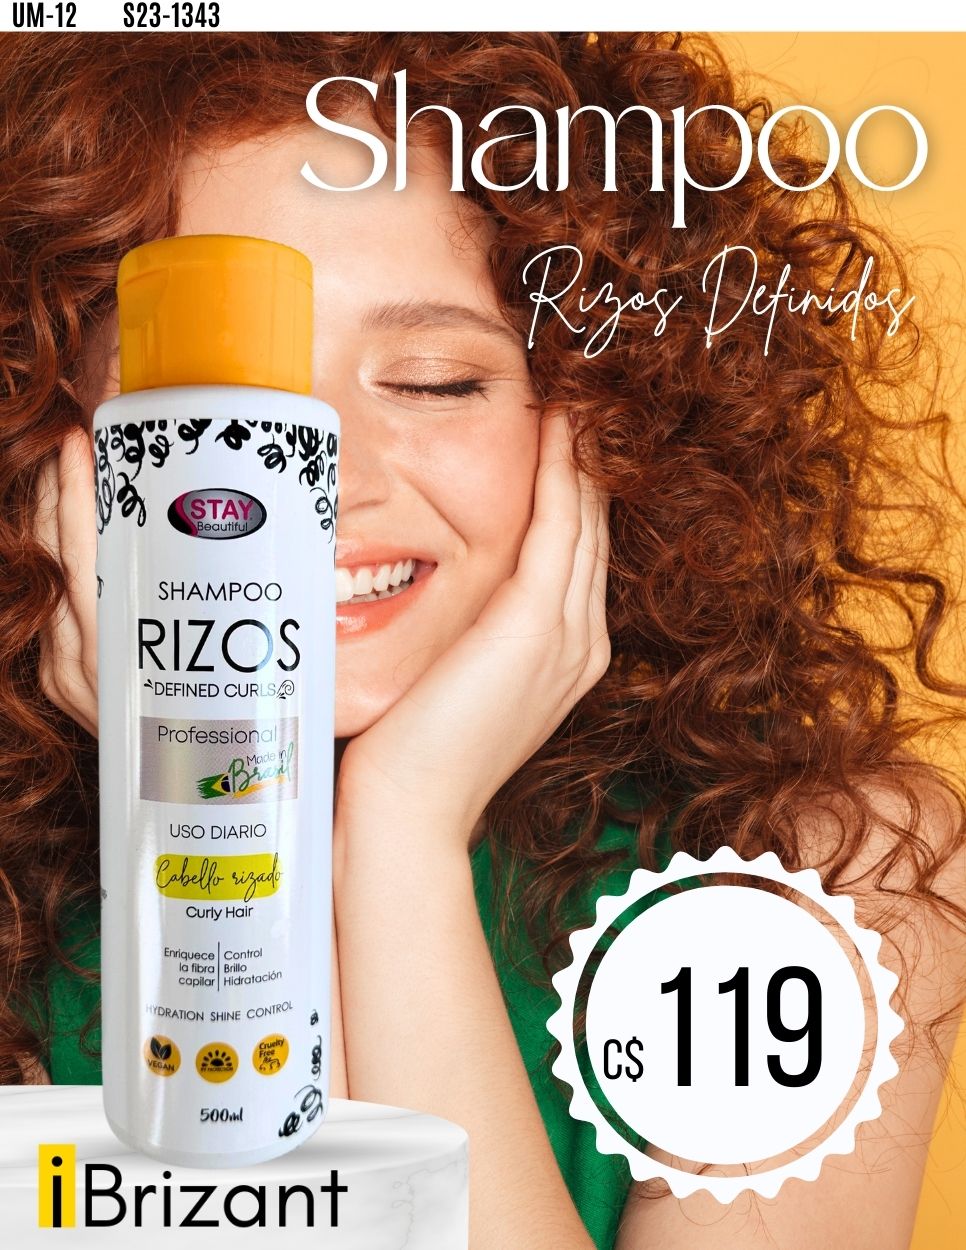 UM-12 S23-1343
Shampoo
Rizos Definidos
STAY
Beautiful
SHAMPOO
RIZOS
DEFINED CURLS
Professional
Made in
Brasil
USO DIARIO
Cabello rizado
Curly Hair
Enriquece
la fibra
capilar
Control
Brillo
Hidratación
HYDRATION SHINE CONTROL
VEGAN
UV PROTECTION
Cruelty
Free
500ml
C$ 119
iBrizant